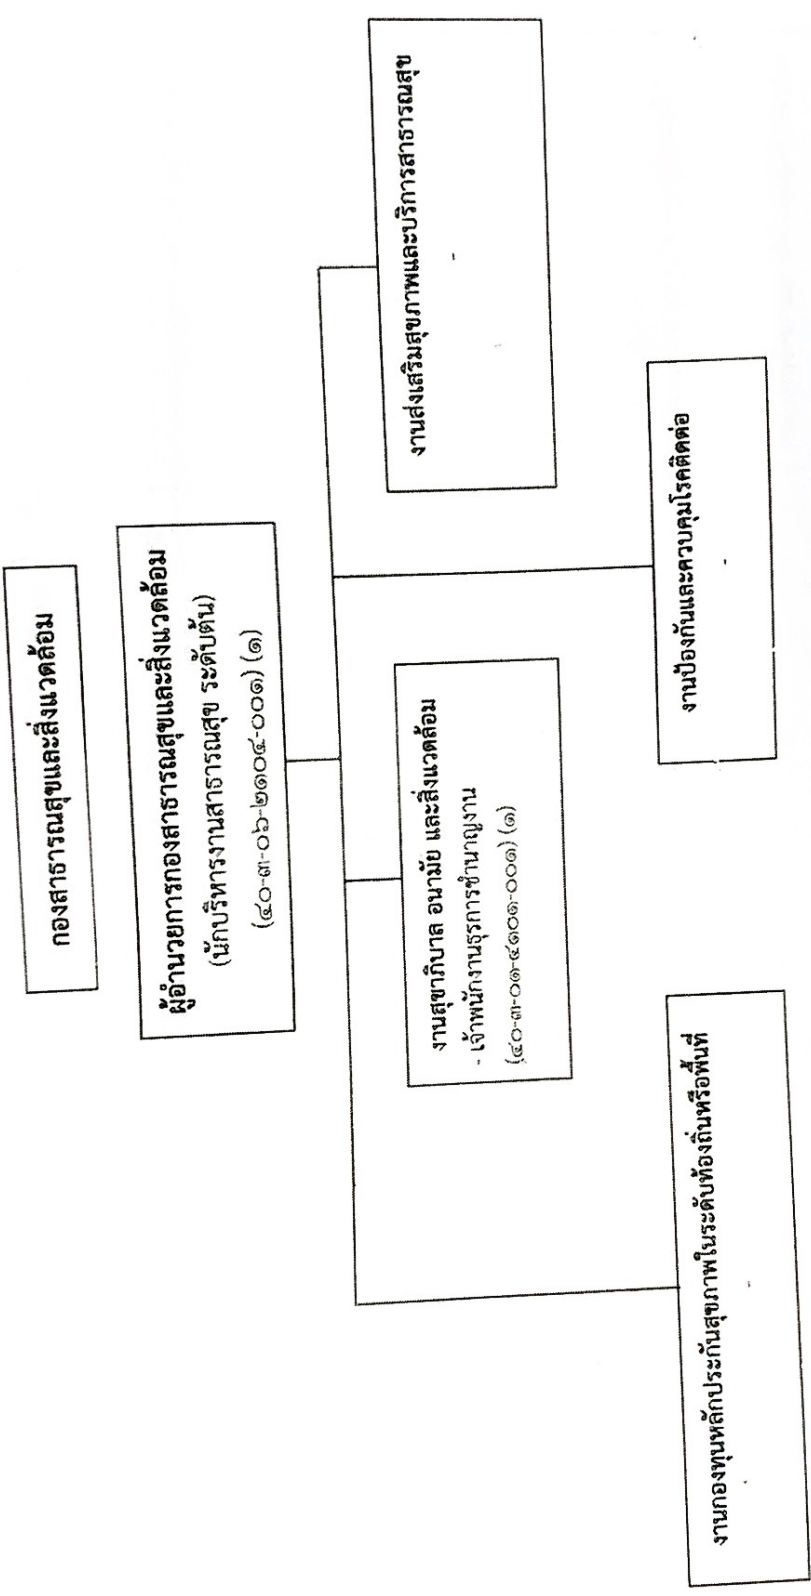 กองสาธารณสุขและสิ่งแวดล้อม
ผู้อำนวยการกองสาธารณสุขและสิ่งแวดล้อม
(นักบริหารงานสาธารณสุข ระดับต้น)
(๔๐-๓-๐๖-๒๑๐๔-๐๐๑) (๑)
งานกองทุนหลักประกันสุขภาพในระดับท้องถิ่นหรือพื้นที่
-
งานสุขาภิบาล อนามัย และสิ่งแวดล้อม
- เจ้าพนักงานธุรการชำนาญงาน
(๔๐-๓-๐๑-๔๑๐๑-๐๐๑) (๑)
งานป้องกันและควบคุมโรคติดต่อ
-
งานส่งเสริมสุขภาพและบริการสาธารณสุข
-